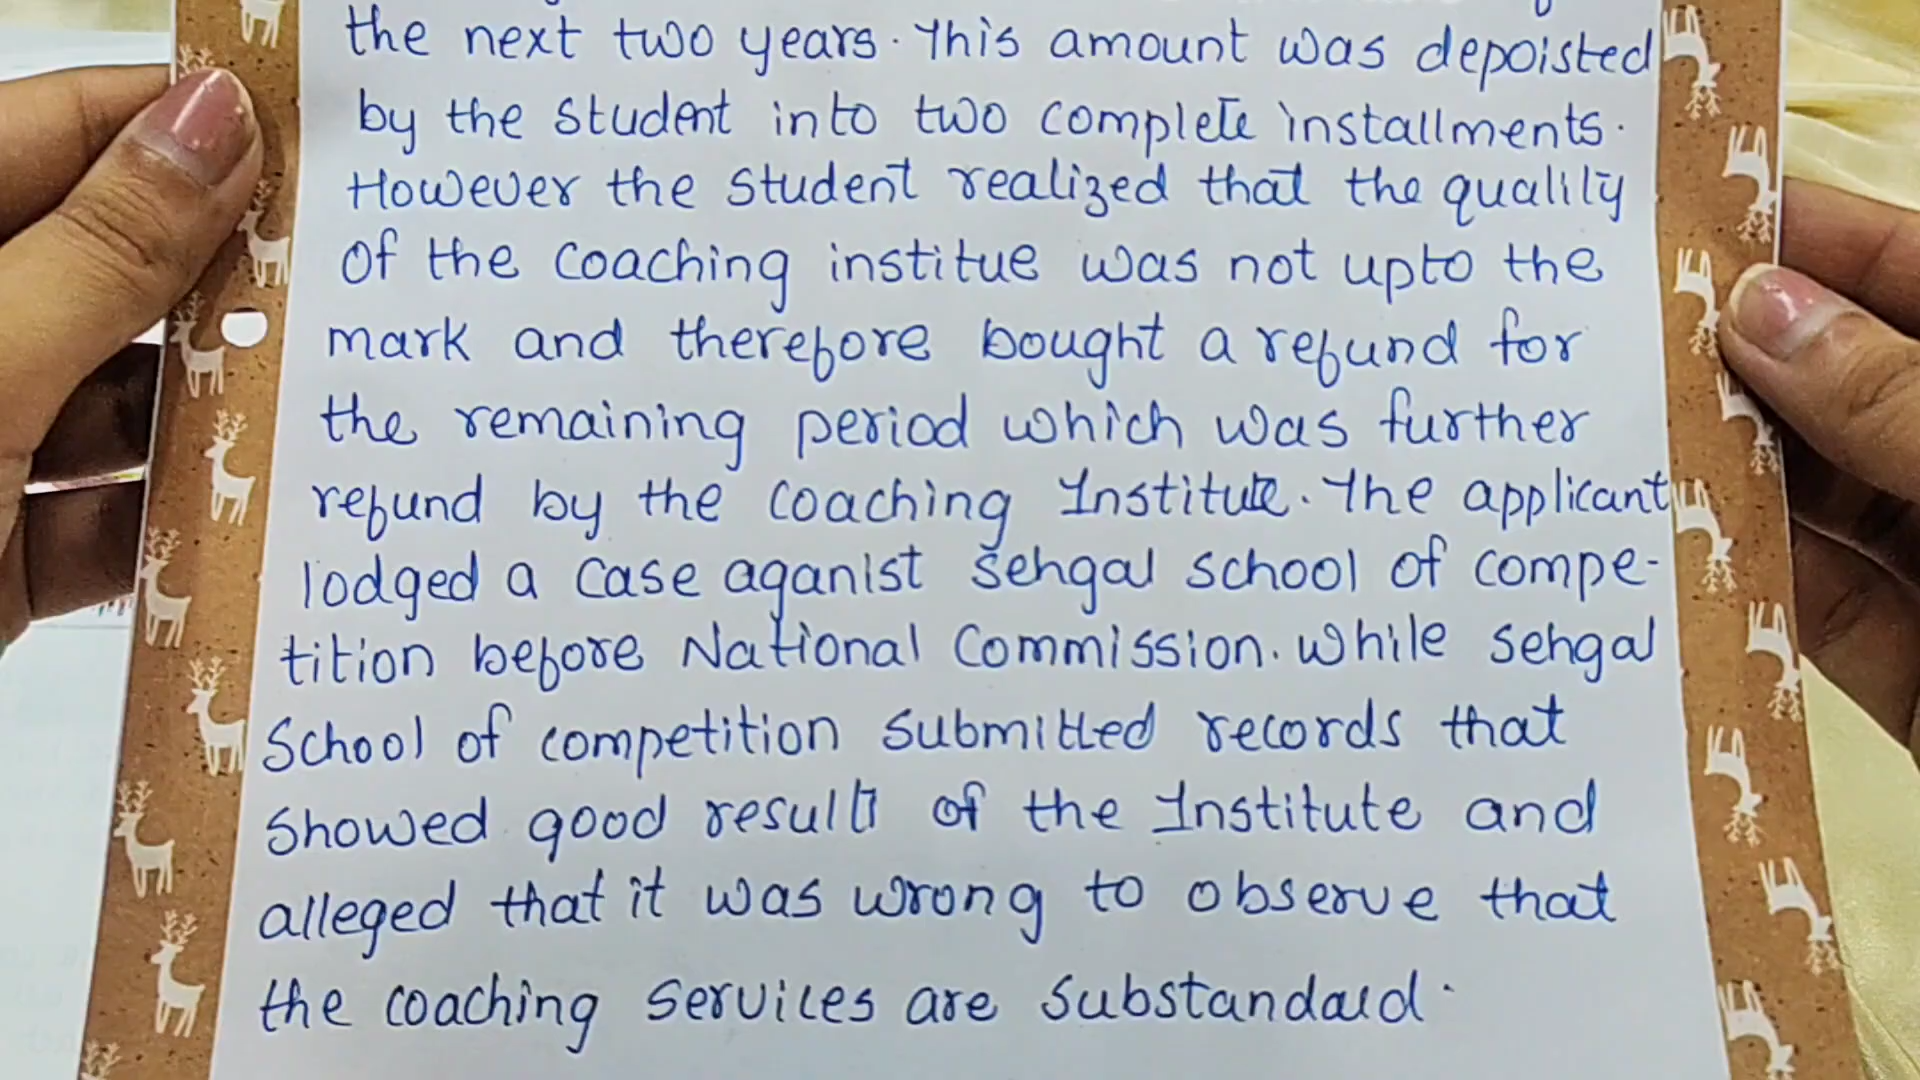 the next two years. This amount was depoisted
by the student into two complete installments.
However the student realized that the quality
of the coaching institue was not upto the
mark and therefore bought a refund for
the remaining period which was further
refund by the coaching Institute. The applicant
lodged a case aganist sehgal school of compe-
tition before National Commission. While sehgal
School of competition submitted records that
showed good result of the Institute and
alleged that it was wrong to observe that
the coaching services are substandard.